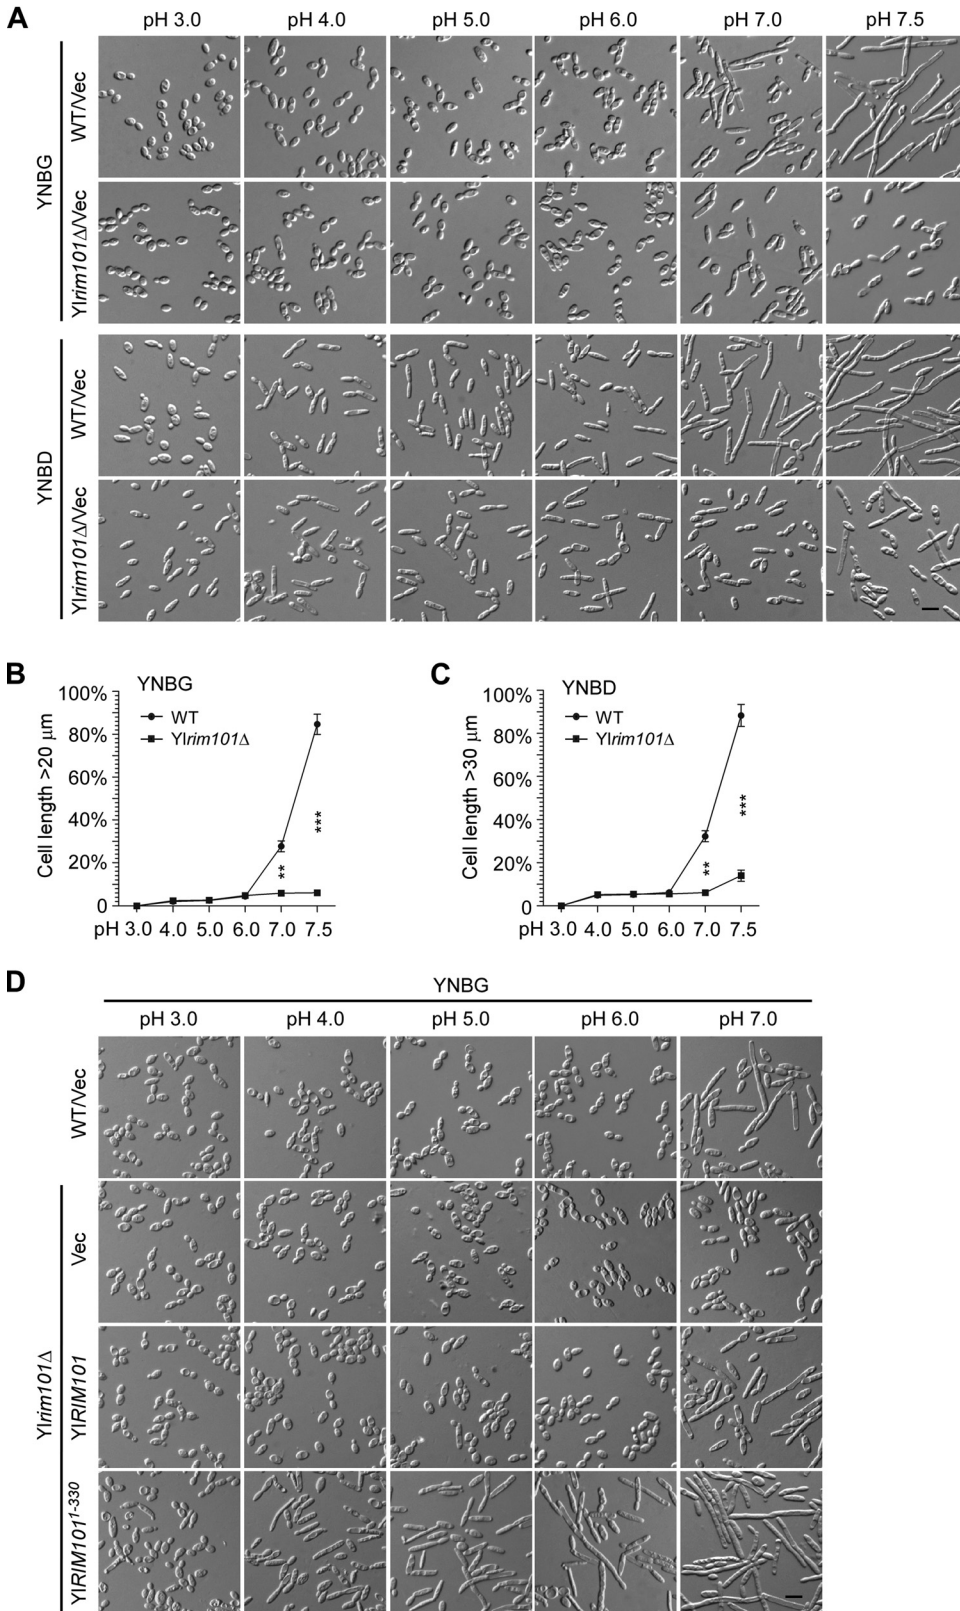 A
pH 3.0 pH 4.0 pH 5.0 pH 6.0 pH 7.0 pH 7.5
YNBG
WT/Vec
Ylrim101Δ/Vec
YNBD
WT/Vec
Ylrim101Δ/Vec
B
YNBG
WT
Ylrim101Δ
Cell length >20 μm
100%
80%
60%
40%
20%
0
***
**
pH 3.0 4.0 5.0 6.0 7.0 7.5
C
YNBD
WT
Ylrim101Δ
Cell length >30 μm
100%
80%
60%
40%
20%
0
***
**
pH 3.0 4.0 5.0 6.0 7.0 7.5
D
YNBG
pH 3.0 pH 4.0 pH 5.0 pH 6.0 pH 7.0
WT/Vec
Ylrim101Δ
Vec
YlRIM101
YlRIM101¹⁻³³⁰